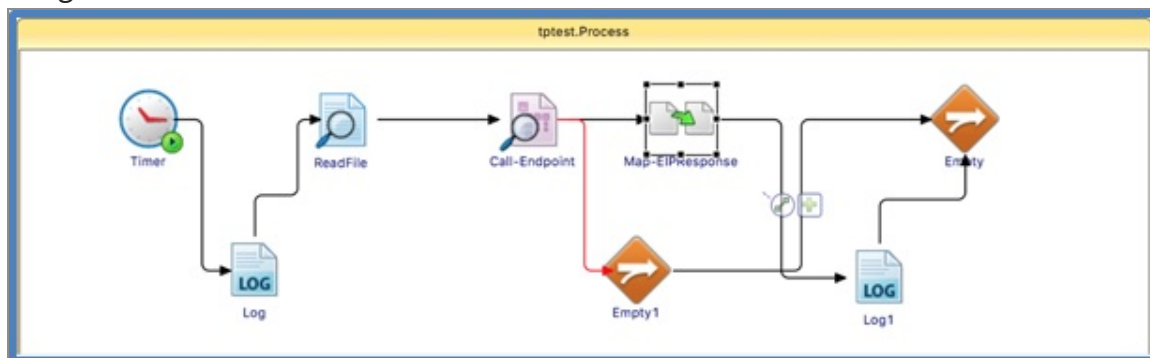 tptest.Process
Timer
ReadFile
Call-Endpoint
Map-EIPResponse
Empty
LOG
Log
Empty1
LOG
Log1